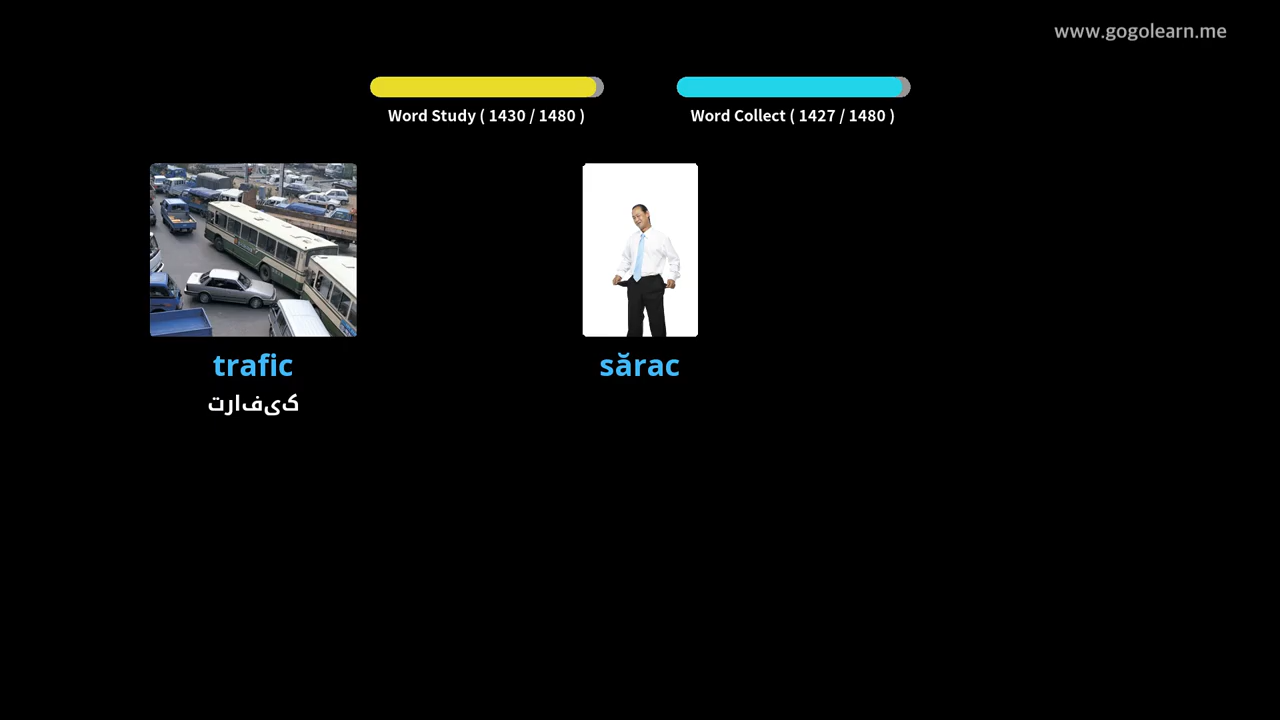 www.gogolearn.me
Word Study ( 1430 / 1480 )
Word Collect ( 1427 / 1480 )
trafic
کیفارت
sărac